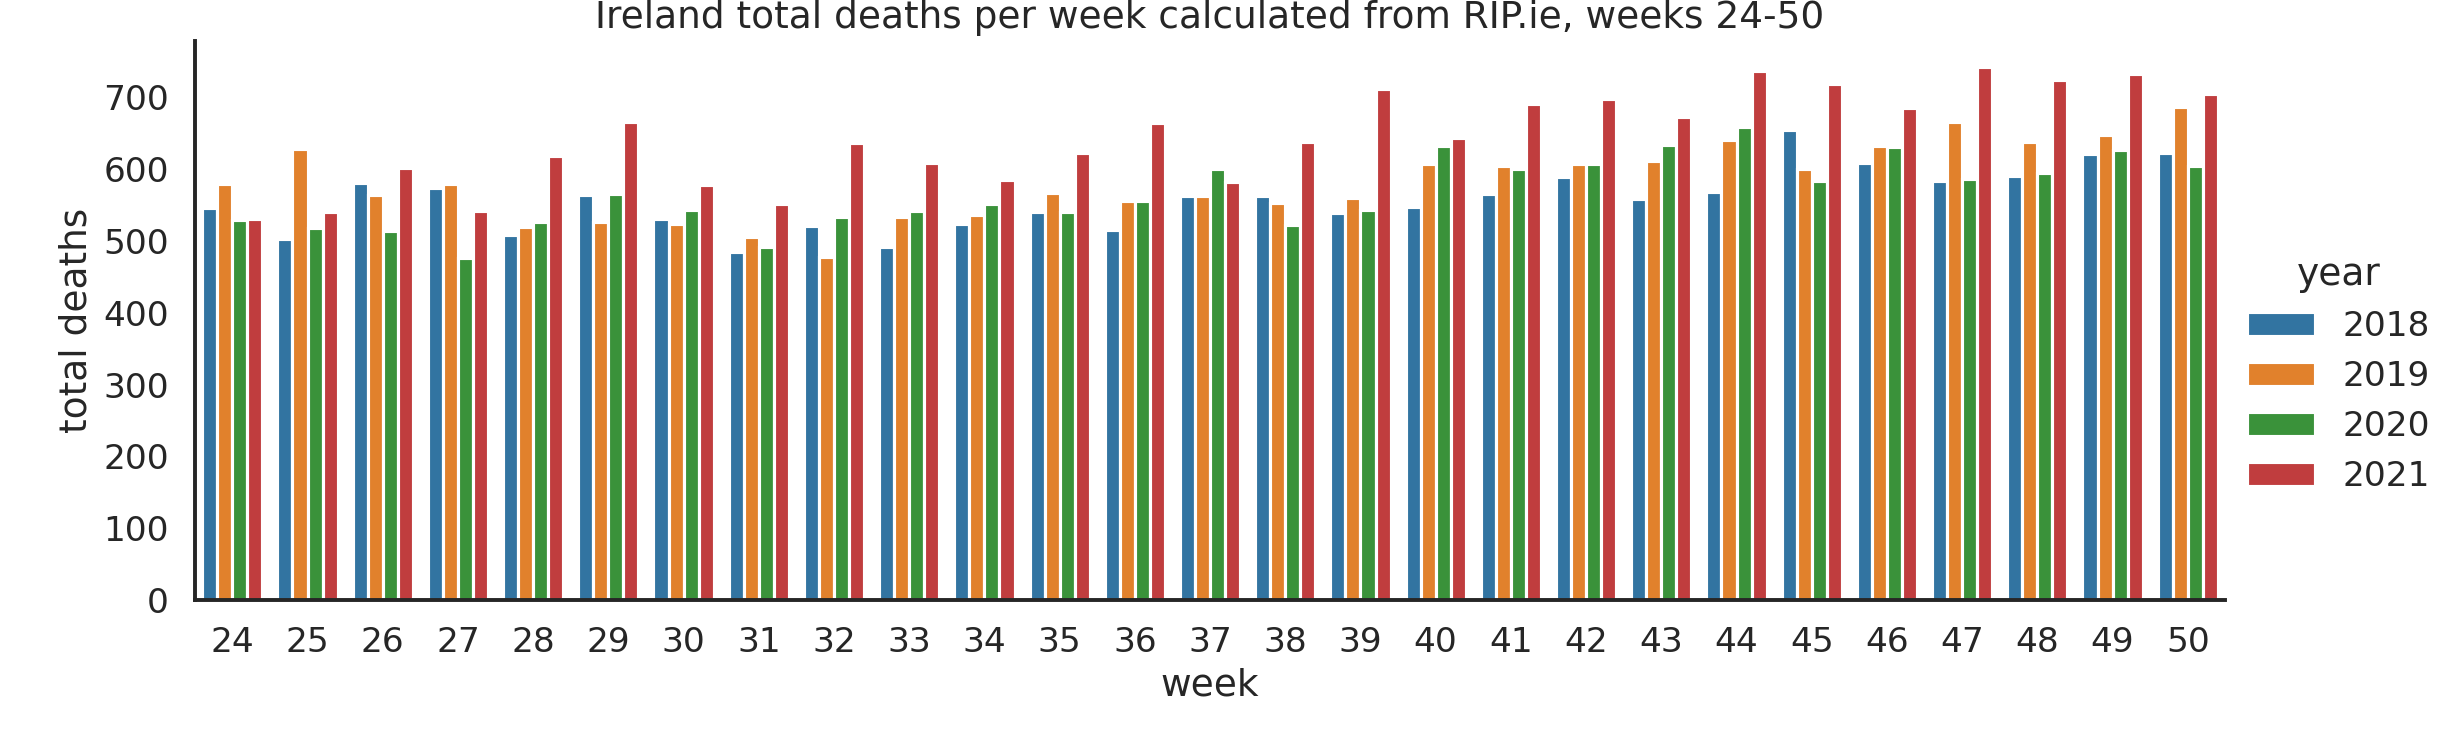 Ireland total deaths per week calculated from RIP.ie, weeks 24-50
total deaths
700
600
500
400
300
200
100
0
24 25 26 27 28 29 30 31 32 33 34 35 36 37 38 39 40 41 42 43 44 45 46 47 48 49 50
week
year
2018
2019
2020
2021